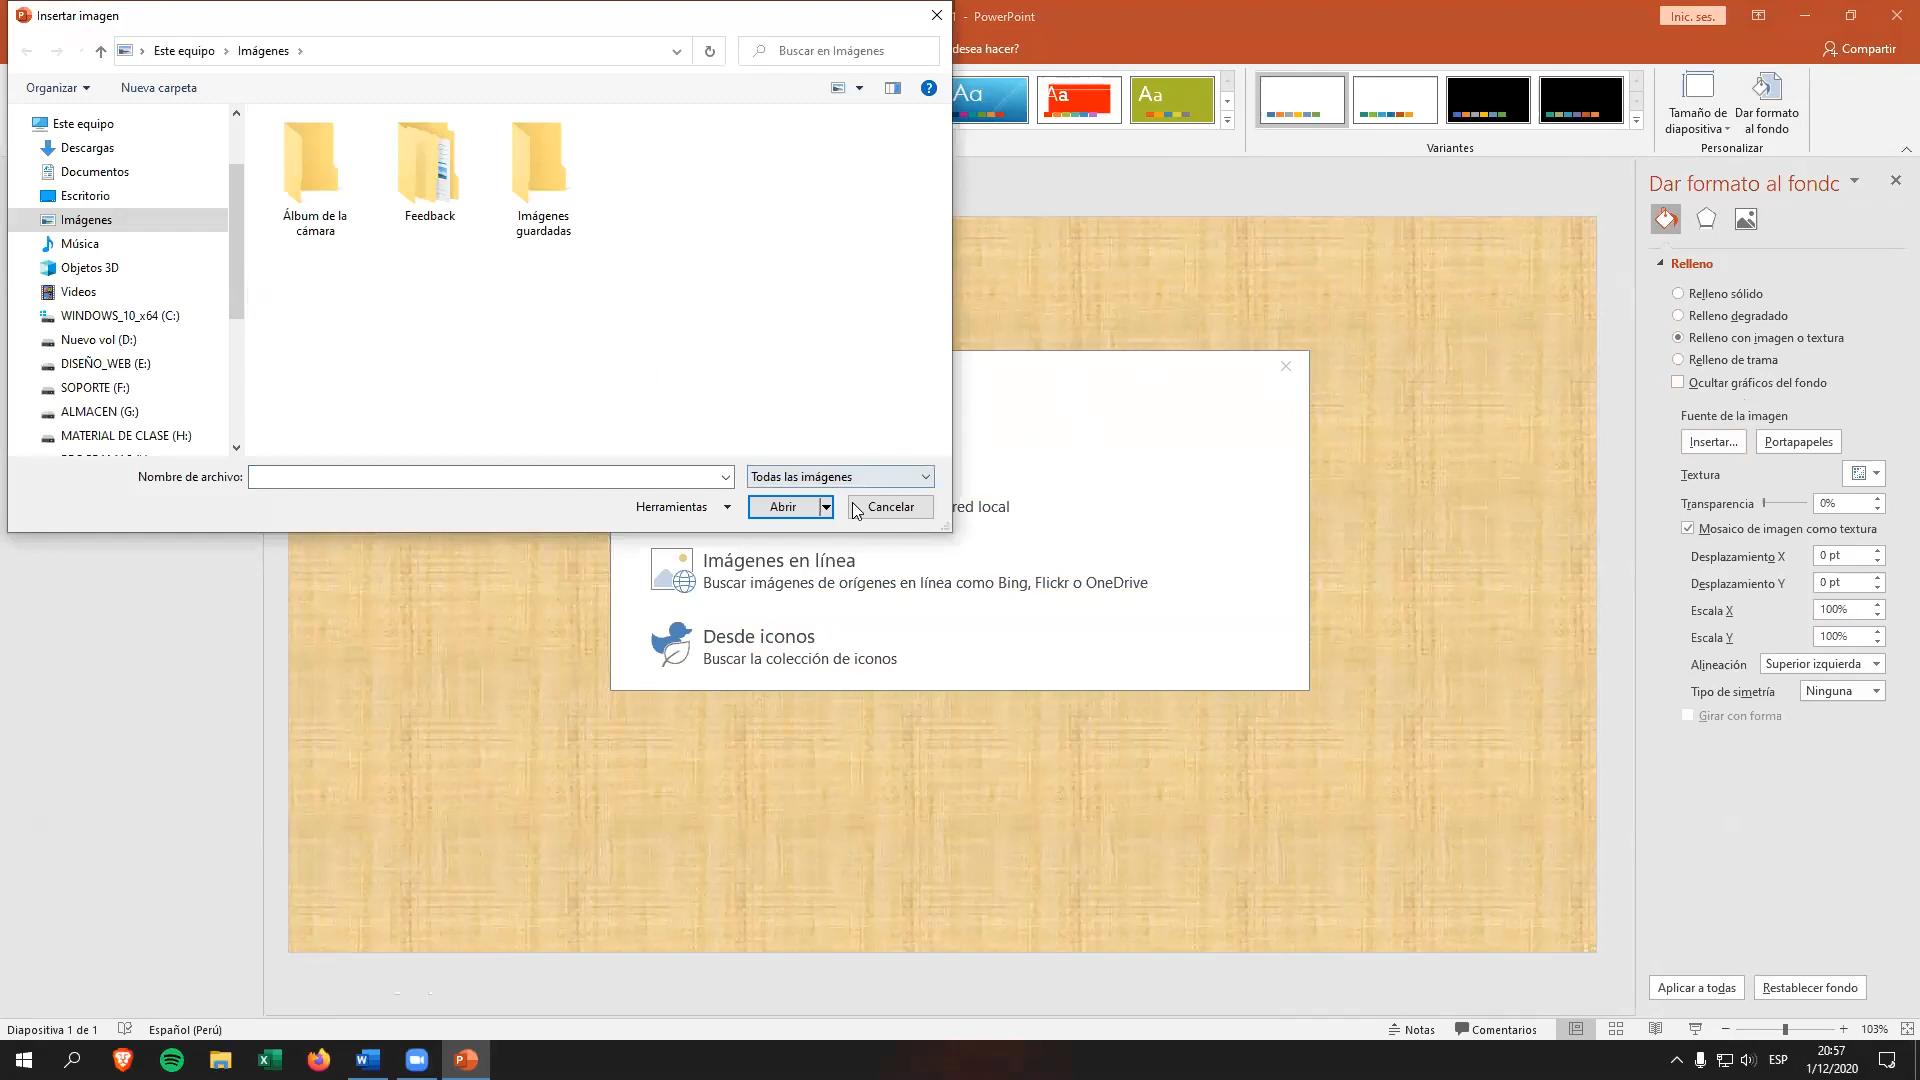 Insertar imagen
1 - PowerPoint
Inic. ses.
Este equipo
Imágenes
Buscar en Imágenes
desea hacer?
Compartir
Organizar
Nueva carpeta
Este equipo
Descargas
Documentos
Escritorio
Imágenes
Música
Objetos 3D
Videos
WINDOWS_10_x64 (C:)
Nuevo vol (D:)
DISEÑO_WEB (E:)
SOPORTE (F:)
ALMACEN (G:)
MATERIAL DE CLASE (H:)
Álbum de la
cámara
Feedback
Imágenes
guardadas
Nombre de archivo:
Todas las imágenes
Herramientas
Abrir
Cancelar
Aa
Aa
Aa
Variantes
Tamaño de
diapositiva
Dar formato
al fondo
Personalizar
red local
Imágenes en línea
Buscar imágenes de orígenes en línea como Bing, Flickr o OneDrive
Desde iconos
Buscar la colección de iconos
Dar formato al fondo
Relleno
Relleno sólido
Relleno degradado
Relleno con imagen o textura
Relleno de trama
Ocultar gráficos del fondo
Fuente de la imagen
Insertar...
Portapapeles
Textura
Transparencia
0%
Mosaico de imagen como textura
Desplazamiento X
0 pt
Desplazamiento Y
0 pt
Escala X
100%
Escala Y
100%
Alineación
Superior izquierda
Tipo de simetría
Ninguna
Girar con forma
Aplicar a todas
Restablecer fondo
Diapositiva 1 de 1
Español (Perú)
Notas
Comentarios
103%
ESP
20:57
1/12/2020